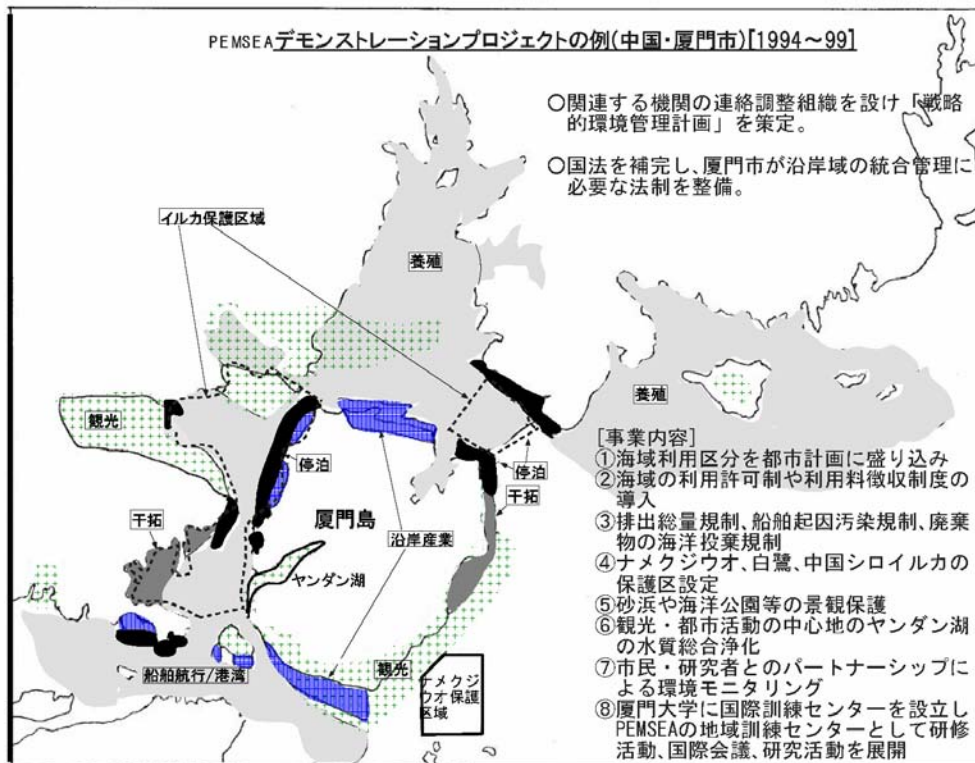 PEMSEAデモンストレーションプロジェクトの例(中国・厦門市)[1994～99]
○関連する機関の連絡調整組織を設け「戦略
的環境管理計画」を策定。
○国法を補完し、厦門市が沿岸域の統合管理に
必要な法制を整備。
イルカ保護区域
養殖
養殖
観光
停泊
停泊
干拓
干拓
厦門島
沿岸産業
ヤンダン湖
船舶航行/港湾
観光
ナメクジ
ウオ保護
区域
[事業内容]
①海域利用区分を都市計画に盛り込み
②海域の利用許可制や利用料徴収制度の
導入
③排出総量規制、船舶起因汚染規制、廃棄
物の海洋投棄規制
④ナメクジウオ、白鷺、中国シロイルカの
保護区設定
⑤砂浜や海洋公園等の景観保護
⑥観光・都市活動の中心地のヤンダン湖
の水質総合浄化
⑦市民・研究者とのパートナーシップに
よる環境モニタリング
⑧厦門大学に国際訓練センターを設立し
PEMSEAの地域訓練センターとして研修
活動、国際会議、研究活動を展開